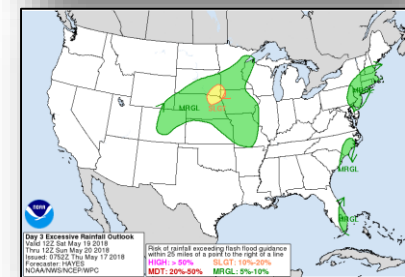 MRGL
SLGT
MRGL
MRGL
MRGL
NOAA
Day 3 Excessive Rainfall Outlook
Valid 12Z Sat May 19 2018
Thru 12Z Sun May 20 2018
Issued: 0752Z Thu May 17 2018
Forecaster: HAYES
NOAA/NWS/NCEP/WPC
Risk of rainfall exceeding flash flood guidance
within 25 miles of a point to the right of a line
HIGH: > 50% SLGT: 10%-20%
MDT: 20%-50% MRGL: 5%-10%